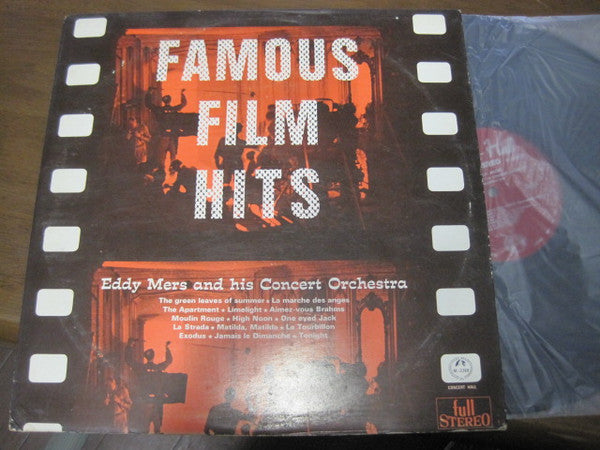 FAMOUS
FILM
HITS
Eddy Mers and his Concert Orchestra
The green leaves of summer • La marche des anges
The Apartment • Limelight • Aimez-vous Brahms
Moulin Rouge • High Noon • One eyed Jack
La Strada • Matilda, Matilda • La Tourbillon
Exodus • Jamais le Dimanche • Tonight
CONCERT HALL
full
STEREO